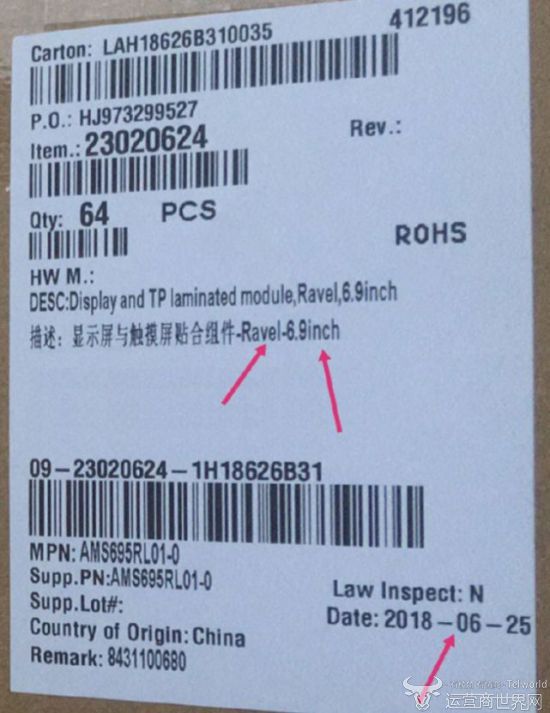 Carton: LAH18626B310035
412196
P.O.: HJ973299527
Item.: 23020624
Rev.:
Qty: 64 PCS
ROHS
HW M.:
DESC:Display and TP laminated module,Ravel,6.9inch
描述: 显示屏与触摸屏贴合组件-Ravel-6.9inch
09-23020624-1H18626B31
MPN: AMS695RL01-0
Supp.PN:AMS695RL01-0
Law Inspect: N
Supp.Lot#:
Date: 2018-06-25
Country of Origin: China
Remark: 8431100680
Telworld
运营商世界网